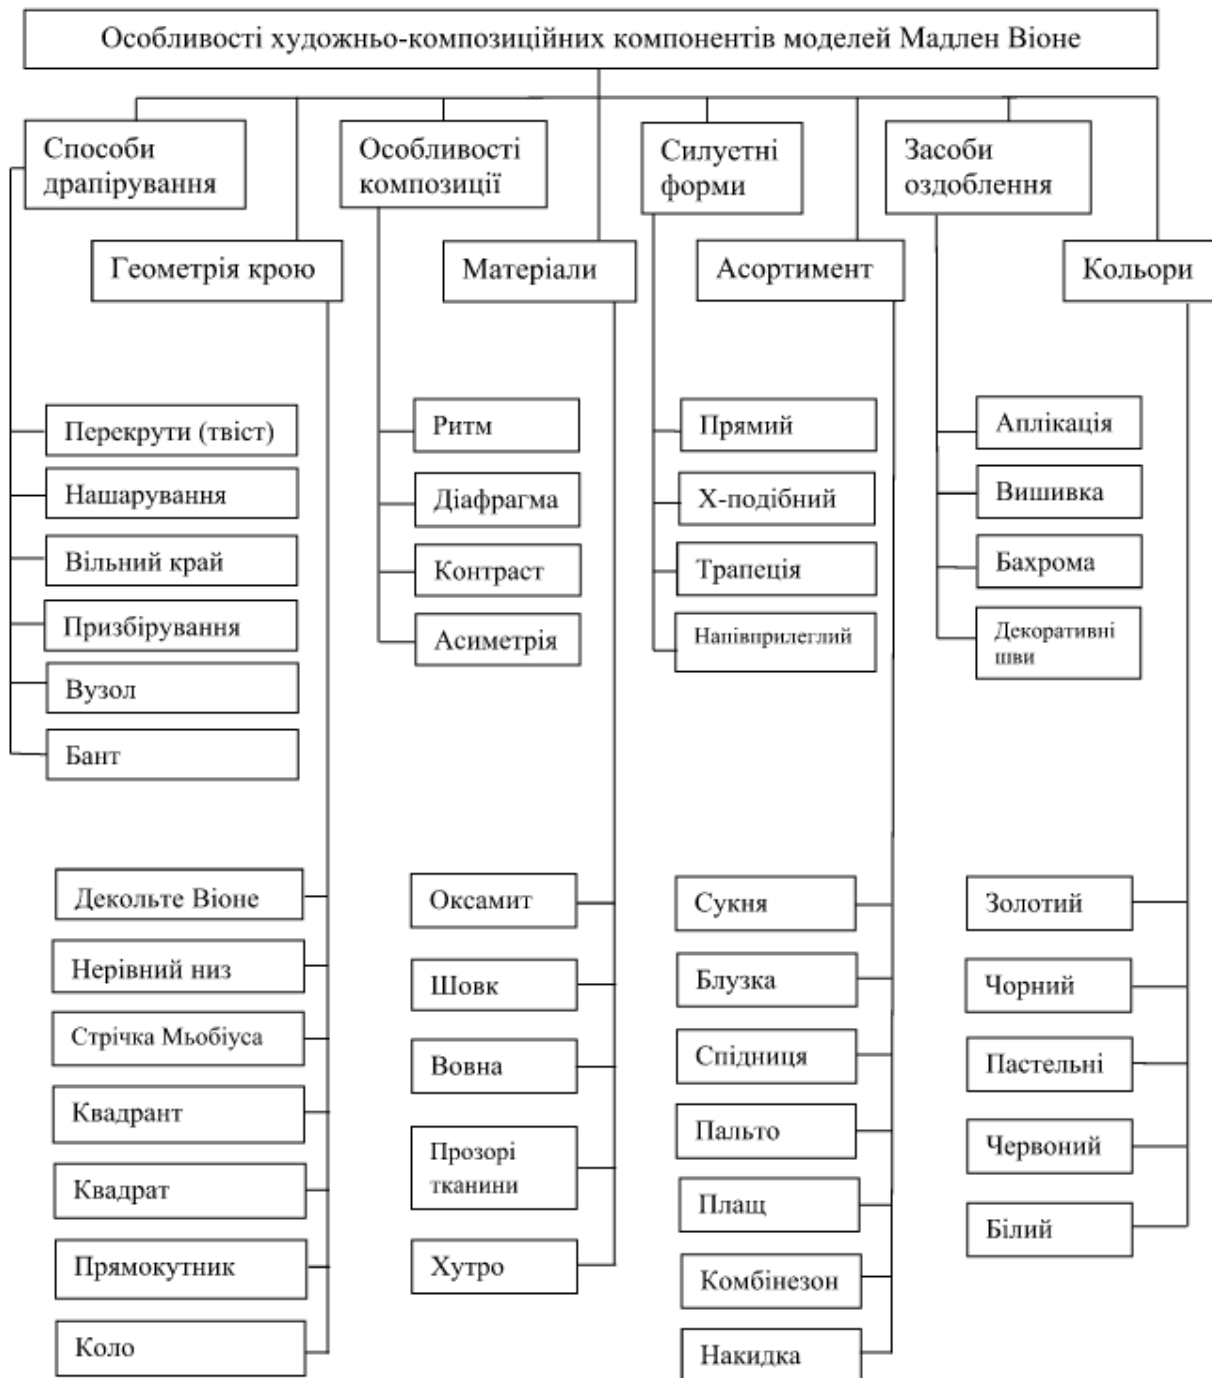 Особливості художньо-композиційних компонентів моделей Мадлен Віоне
Способи
драпірування
Особливості
композиції
Силуетні
форми
Засоби
оздоблення
Геометрія крою
Матеріали
Асортимент
Кольори
Перекрути (твіст)
Нашарування
Вільний край
Призбірування
Вузол
Бант
Ритм
Діафрагма
Контраст
Асиметрія
Прямий
Х-подібний
Трапеція
Напівприлеглий
Аплікація
Вишивка
Бахрома
Декоративні
шви
Декольте Віоне
Нерівний низ
Стрічка Мьобіуса
Квадрант
Квадрат
Прямокутник
Коло
Оксамит
Шовк
Вовна
Прозорі
тканини
Хутро
Сукня
Блузка
Спідниця
Пальто
Плащ
Комбінезон
Накидка
Золотий
Чорний
Пастельні
Червоний
Білий